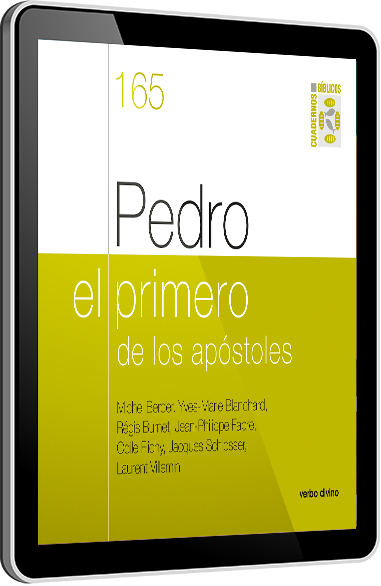 165
CUADERNOS
BÍBLICOS
Pedro
el primero
de los apóstoles
Michel Berder, Yves-Marie Blanchard,
Régis Burnet, Jean-Philippe Fabre,
Odile Flichy, Jacques Schlosser,
Laurent Villemin
verbo divino